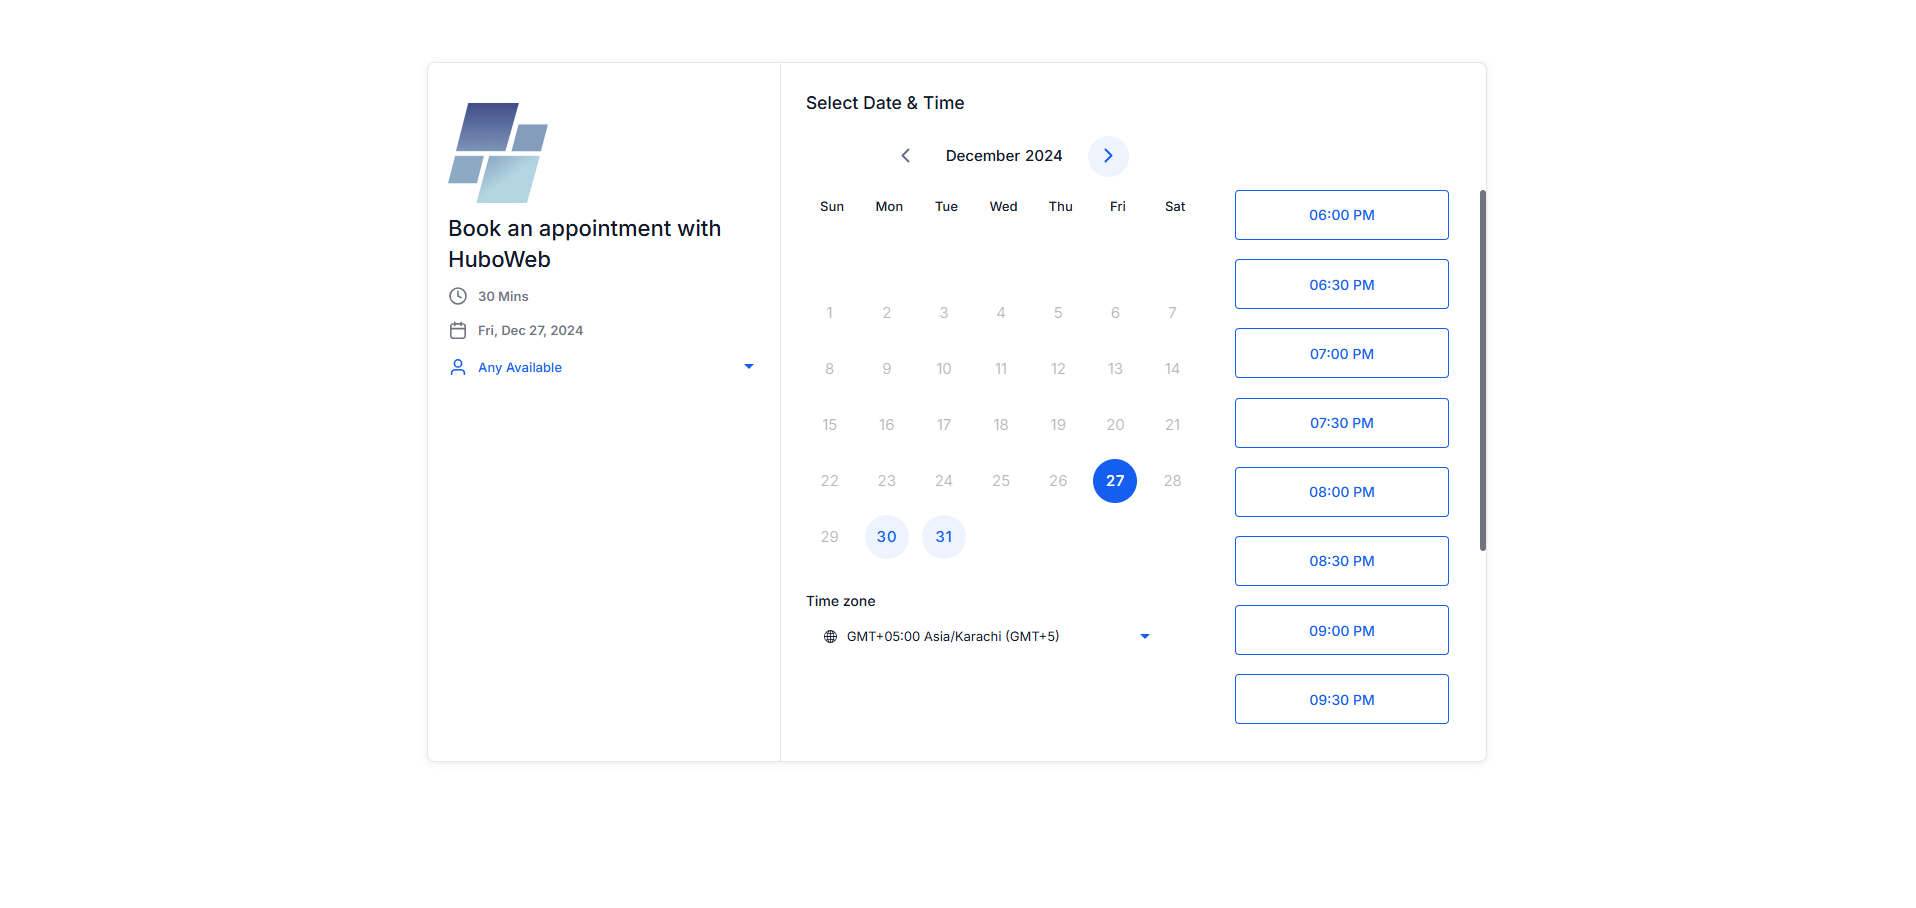 Book an appointment with
HuboWeb
30 Mins
Fri, Dec 27, 2024
Any Available
Select Date & Time
December 2024
Sun Mon Tue Wed Thu Fri Sat
1 2 3 4 5 6 7
8 9 10 11 12 13 14
15 16 17 18 19 20 21
22 23 24 25 26 27 28
29 30 31
Time zone
GMT+05:00 Asia/Karachi (GMT+5)
06:00 PM
06:30 PM
07:00 PM
07:30 PM
08:00 PM
08:30 PM
09:00 PM
09:30 PM